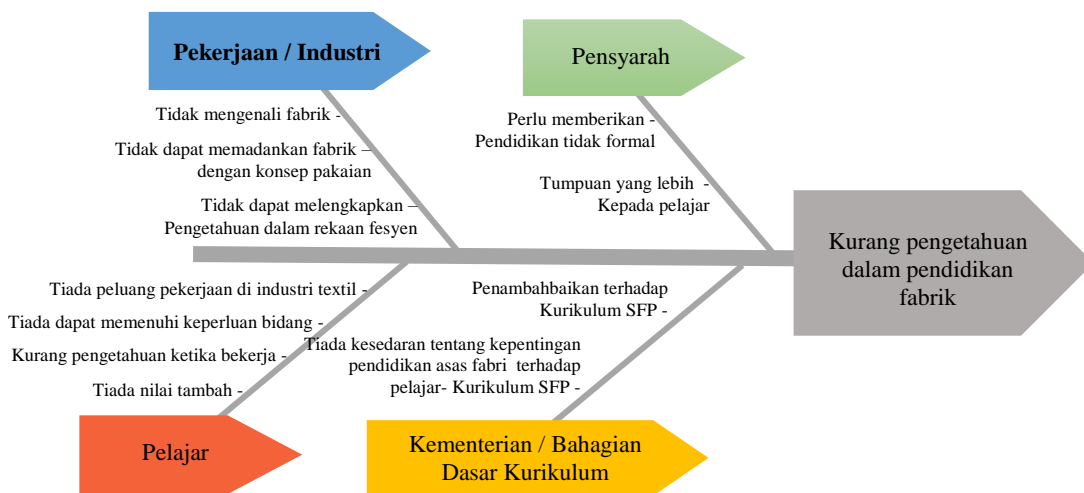 Pekerjaan / Industri
Tidak mengenali fabrik -
Tidak dapat memadankan fabrik –
dengan konsep pakaian
Tidak dapat melengkapkan –
Pengetahuan dalam rekaan fesyen
Pensyarah
Perlu memberikan -
Pendidikan tidak formal
Tumpuan yang lebih -
Kepada pelajar
Kurang pengetahuan
dalam pendidikan
fabrik
Tiada peluang pekerjaan di industri textil -
Tiada dapat memenuhi keperluan bidang -
Kurang pengetahuan ketika bekerja -
Tiada nilai tambah -
Pelajar
Penambahbaikan terhadap
Kurikulum SFP -
Tiada kesedaran tentang kepentingan
pendidikan asas fabri terhadap
pelajar- Kurikulum SFP -
Kementerian / Bahagian
Dasar Kurikulum